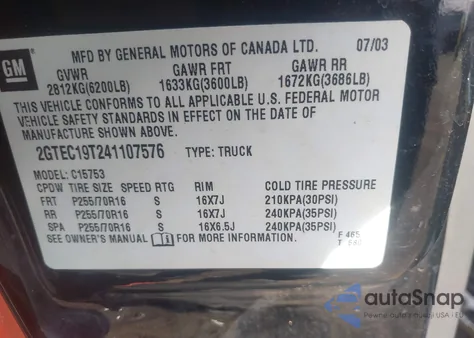 GM
MFD BY GENERAL MOTORS OF CANADA LTD. 07/03
GVWR GAWR FRT GAWR RR
2812KG(6200LB) 1633KG(3600LB) 1672KG(3686LB)
THIS VEHICLE CONFORMS TO ALL APPLICABLE U.S. FEDERAL MOTOR
VEHICLE SAFETY STANDARDS IN EFFECT ON THE DATE OF
MANUFACTURE SHOWN ABOVE.
2GTEC19T241107576 TYPE: TRUCK
MODEL: C15753
CPDW TIRE SIZE SPEED RTG RIM COLD TIRE PRESSURE
FRT P255/70R16 S 16X7J 210KPA(30PSI)
RR P255/70R16 S 16X7J 240KPA(35PSI)
SPA P255/70R16 S 16X6.5J 240KPA(35PSI)
SEE OWNER'S MANUAL FOR MORE INFORMATION.
autoSnap
Pewne Auta z USA i EU